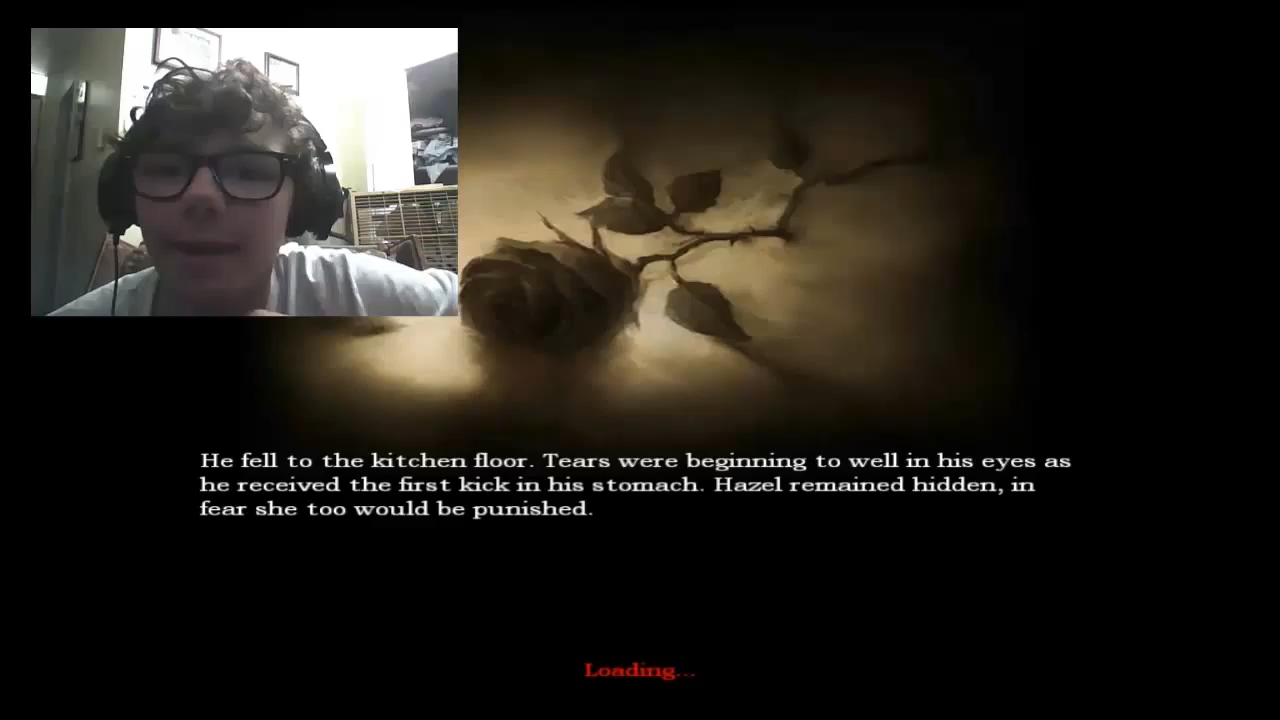 He fell to the kitchen floor. Tears were beginning to well in his eyes as
he received the first kick in his stomach. Hazel remained hidden, in
fear she too would be punished.
Loading...